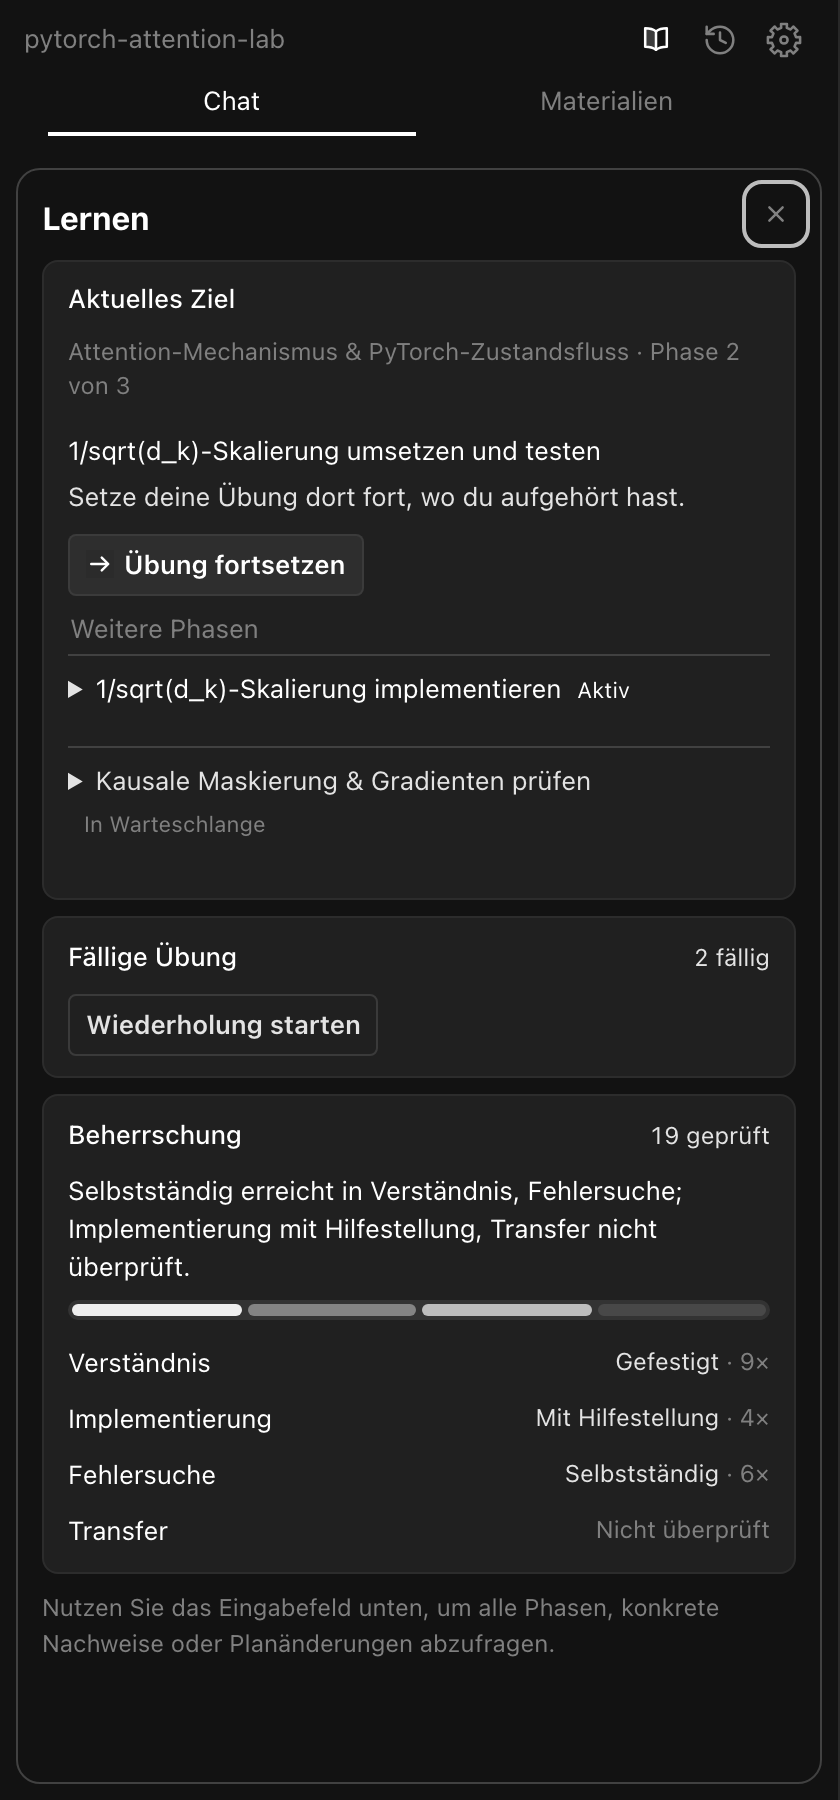 pytorch-attention-lab
Chat
Materialien
Lernen
Aktuelles Ziel
Attention-Mechanismus & PyTorch-Zustandsfluss · Phase 2
von 3
1/sqrt(d_k)-Skalierung umsetzen und testen
Setze deine Übung dort fort, wo du aufgehört hast.
→ Übung fortsetzen
Weitere Phasen
▶ 1/sqrt(d_k)-Skalierung implementieren Aktiv
▶ Kausale Maskierung & Gradienten prüfen
In Warteschlange
Fällige Übung 2 fällig
Wiederholung starten
Beherrschung 19 geprüft
Selbstständig erreicht in Verständnis, Fehlersuche;
Implementierung mit Hilfestellung, Transfer nicht
überprüft.
Verständnis Gefestigt · 9×
Implementierung Mit Hilfestellung · 4×
Fehlersuche Selbstständig · 6×
Transfer Nicht überprüft
Nutzen Sie das Eingabefeld unten, um alle Phasen, konkrete
Nachweise oder Planänderungen abzufragen.